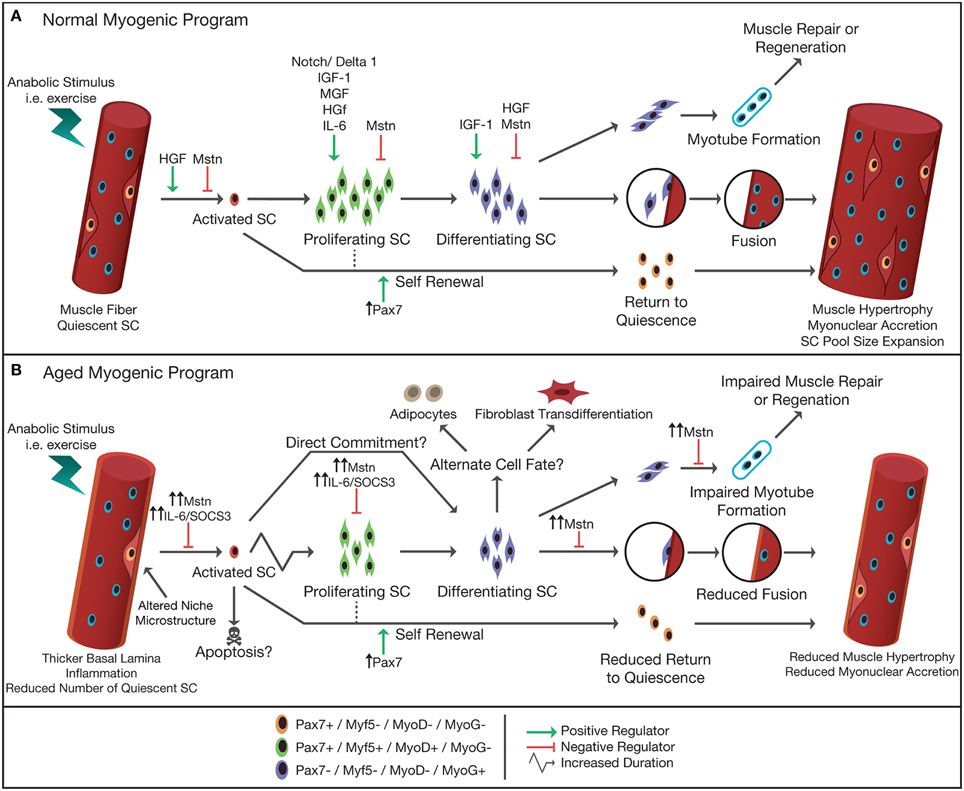 A Normal Myogenic Program
Anabolic Stimulus
i.e. exercise
HGF Mstn
Activated SC
Muscle Fiber
Quiescent SC
Notch/ Delta 1
IGF-1
MGF
HGf
IL-6
Mstn
Proliferating SC
IGF-1
HGF
Mstn
Differentiating SC
Self Renewal
↑Pax7
Muscle Repair or
Regeneration
Myotube Formation
Fusion
Return to
Quiescence
Muscle Hypertrophy
Myonuclear Accretion
SC Pool Size Expansion
B Aged Myogenic Program
Anabolic Stimulus
i.e. exercise
↑↑Mstn
↑↑IL-6/SOCS3
Activated SC
Altered Niche
Microstructure
Apoptosis?
Thicker Basal Lamina
Inflammation
Reduced Number of Quiescent SC
Direct Commitment?
↑↑Mstn
↑↑IL-6/SOCS3
Proliferating SC
Adipocytes
Fibroblast Transdifferentiation
Alternate Cell Fate?
Differentiating SC
↑↑Mstn
Self Renewal
↑Pax7
↑↑Mstn
Impaired Muscle Repair
or Regenation
Impaired Myotube
Formation
Reduced Fusion
Reduced Return
to Quiescence
Reduced Muscle Hypertrophy
Reduced Myonuclear Accretion
Pax7+ / Myf5- / MyoD- / MyoG-
Pax7+ / Myf5+ / MyoD+ / MyoG-
Pax7- / Myf5- / MyoD- / MyoG+
Positive Regulator
Negative Regulator
Increased Duration